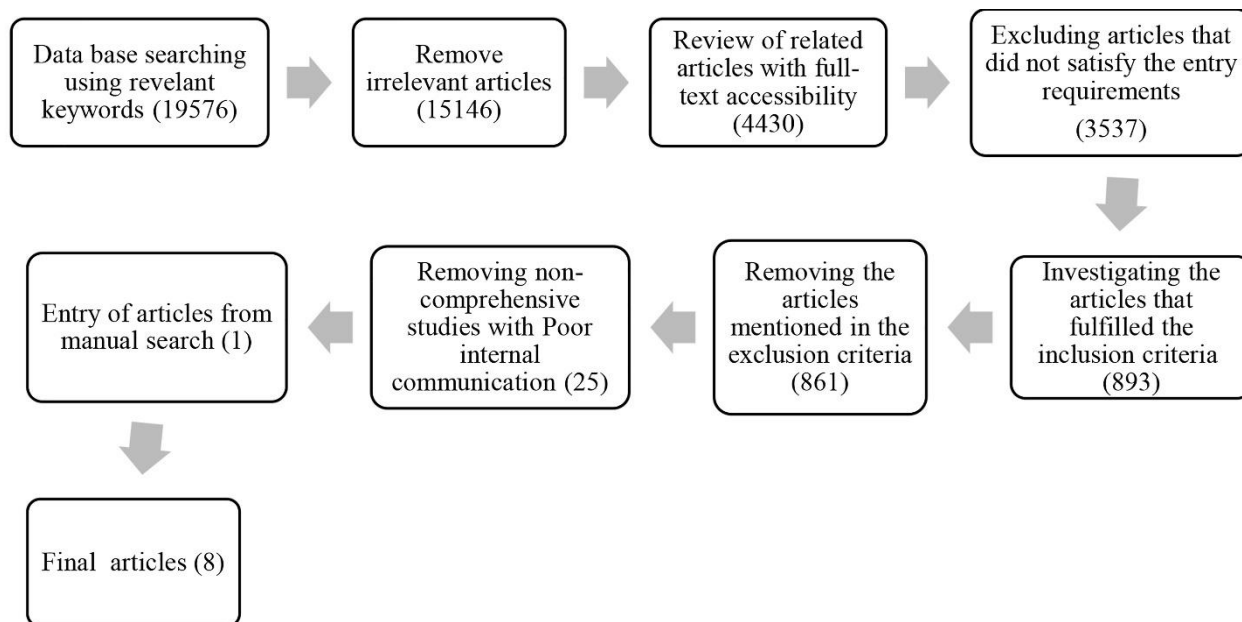 Data base searching
using revelant
keywords (19576)
Remove
irrelevant articles
(15146)
Review of related
articles with full-
text accessibility
(4430)
Excluding articles that
did not satisfy the entry
requirements
(3537)
Investigating the
articles that
fulfilled the
inclusion criteria
(893)
Removing the
articles
mentioned in the
exclusion criteria
(861)
Removing non-
comprehensive
studies with Poor
internal
communication (25)
Entry of articles from
manual search (1)
Final articles (8)